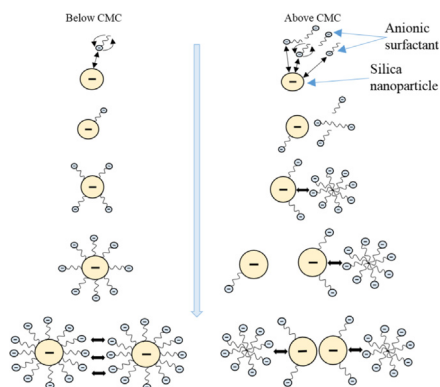 Below CMC
Above CMC
Anionic
surfactant
Silica
nanoparticle